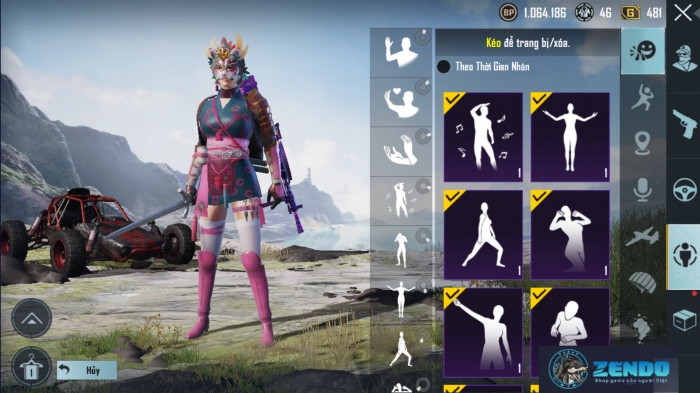 BP 1.064.186 46 G 481
Kéo để trang bị/xóa.
Theo Thời Gian Nhận
1
1
1
1
1
Hủy
ZENDO
Shop game của người Việt